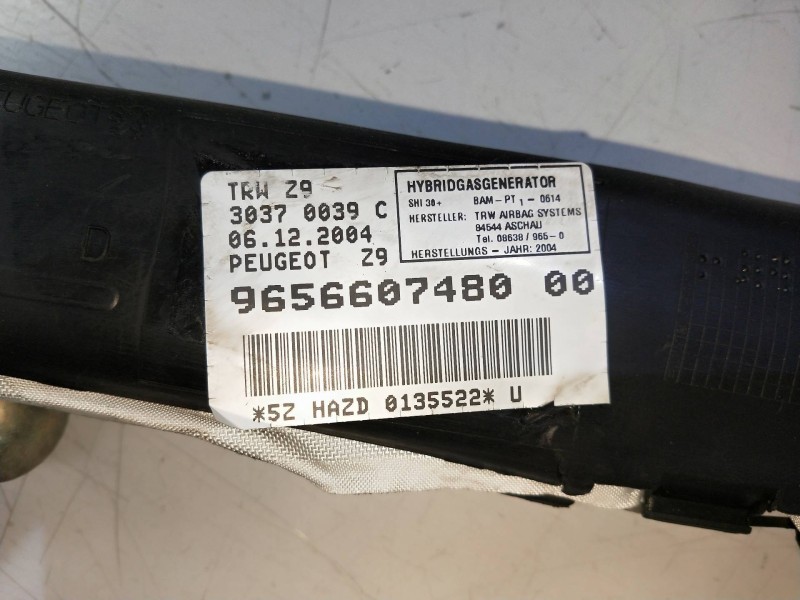 TRW Z9
3037 0039 C
06.12.2004
PEUGEOT Z9
HYBRIDGASGENERATOR
SHI 30+ BAM-PT1-0614
HERSTELLER: TRW AIRBAG SYSTEMS
84544 ASCHAU
Tel. 08638 / 965-0
HERSTELLUNGS-JAHR: 2004
9656607480 00
*5Z HAZD 0135522* U
D